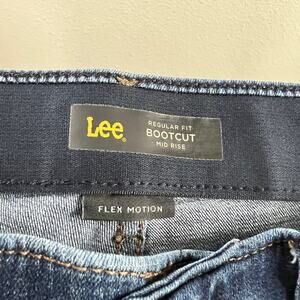 Lee
REGULAR FIT
BOOTCUT
MID RISE
FLEX MOTION